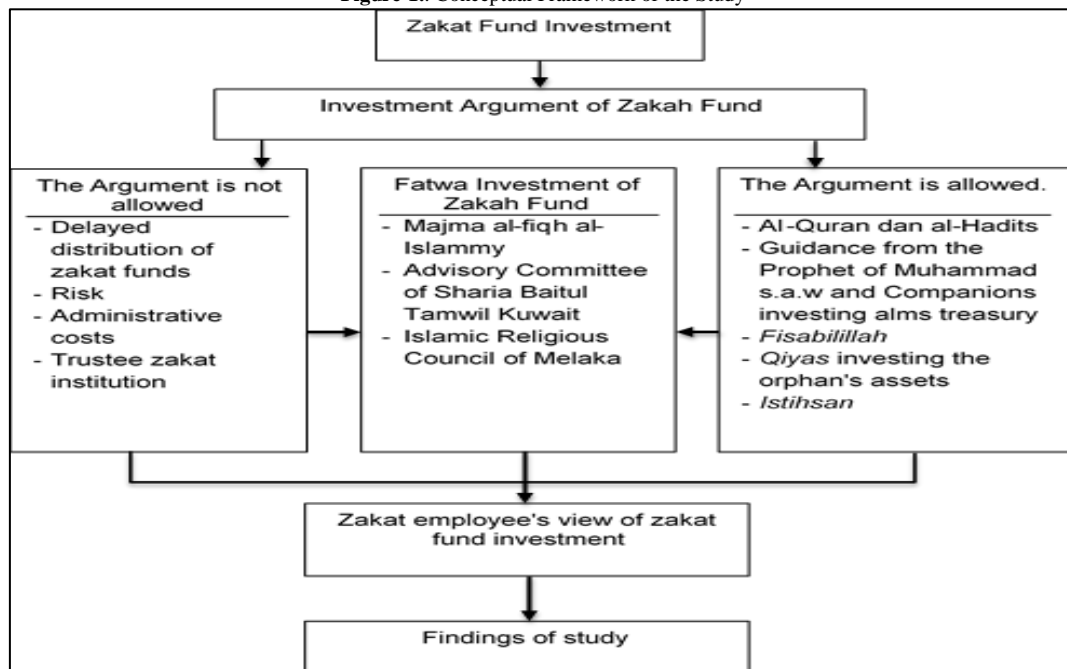 Zakat Fund Investment
Investment Argument of Zakah Fund
The Argument is not
allowed
- Delayed
distribution of
zakat funds
- Risk
- Administrative
costs
- Trustee zakat
institution
Fatwa Investment of
Zakah Fund
- Majma al-fiqh al-
Islammy
- Advisory Committee
of Sharia Baitul
Tamwil Kuwait
- Islamic Religious
Council of Melaka
The Argument is allowed.
- Al-Quran dan al-Hadits
- Guidance from the
Prophet of Muhammad
s.a.w and Companions
investing alms treasury
- Fisabilillah
- Qiyas investing the
orphan's assets
- Istihsan
Zakat employee's view of zakat
fund investment
Findings of study